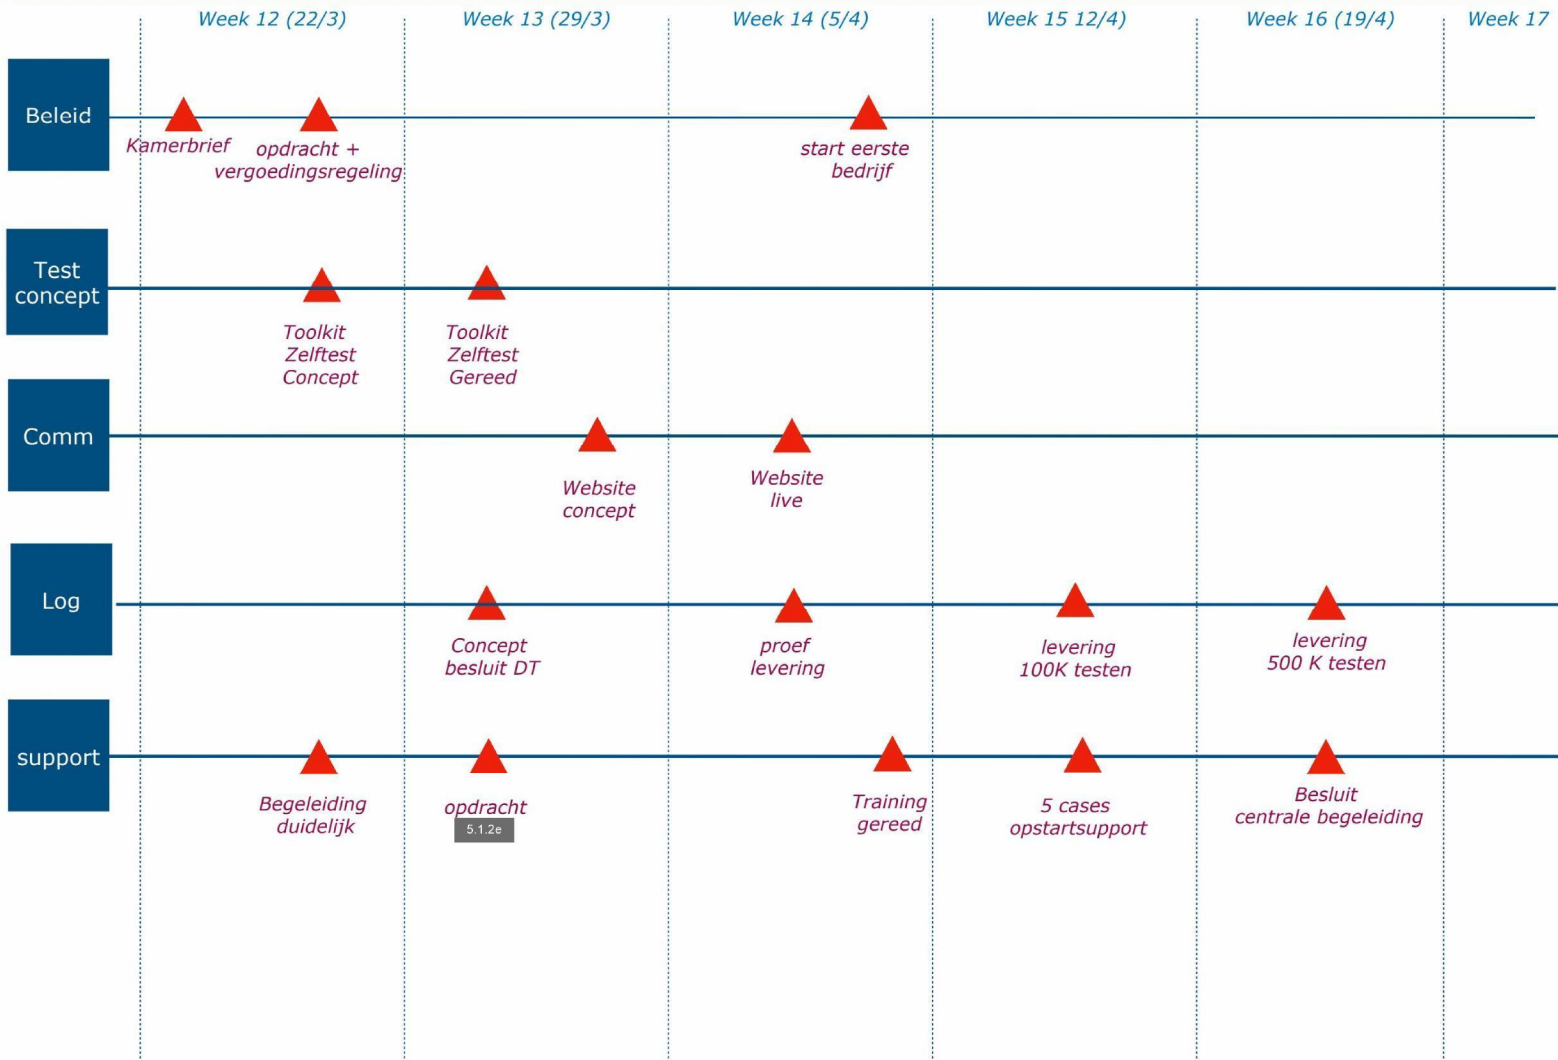 Week 12 (22/3)
Week 13 (29/3)
Week 14 (5/4)
Week 15 12/4)
Week 16 (19/4)
Week 17
Beleid
Kamerbrief
opdracht +
vergoedingsregeling
start eerste
bedrijf
Test
concept
Toolkit
Zelftest
Concept
Toolkit
Zelftest
Gereed
Comm
Website
concept
Website
live
Log
Concept
besluit DT
proef
levering
levering
100K testen
levering
500 K testen
support
Begeleiding
duidelijk
opdracht
5.1.2e
Training
gereed
5 cases
opstartsupport
Besluit
centrale begeleiding